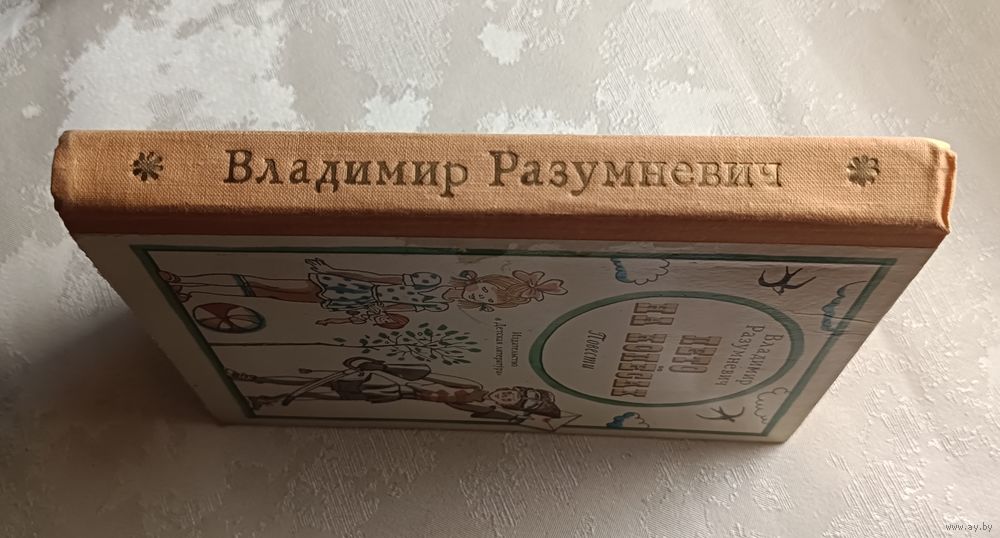 Владимир Разумневич
Владимир
Разумневич
ЛЕТО
НА КОЛЕСАХ
Повести
Издательство
«Детская литература»
www.ay.by